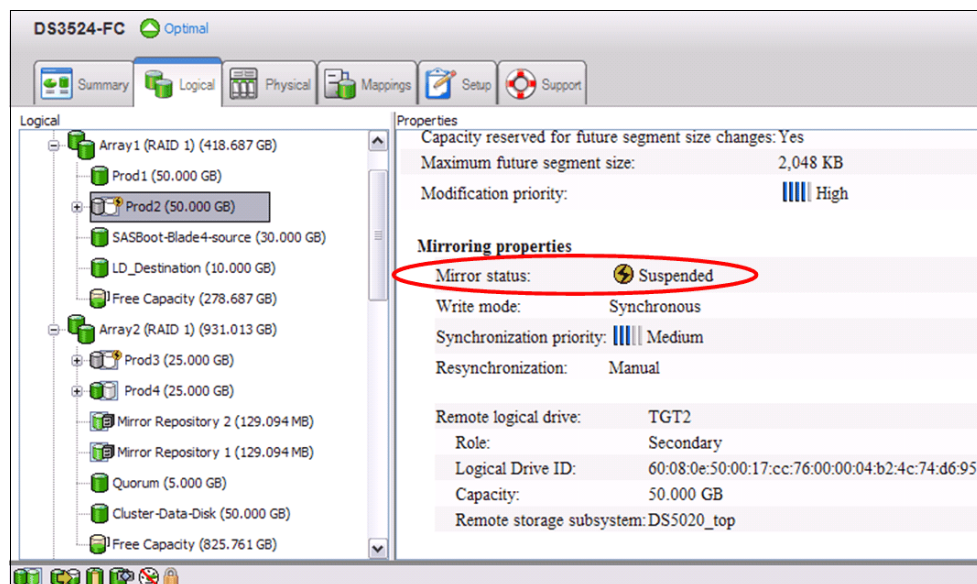 DS3524-FC Optimal
Summary Logical Physical Mappings Setup Support
Logical
Array1 (RAID 1) (418.687 GB)
Prod1 (50.000 GB)
Prod2 (50.000 GB)
SASBoot-Blade4-source (30.000 GB)
LD_Destination (10.000 GB)
Free Capacity (278.687 GB)
Array2 (RAID 1) (931.013 GB)
Prod3 (25.000 GB)
Prod4 (25.000 GB)
Mirror Repository 2 (129.094 MB)
Mirror Repository 1 (129.094 MB)
Quorum (5.000 GB)
Cluster-Data-Disk (50.000 GB)
Free Capacity (825.761 GB)
Properties
Capacity reserved for future segment size changes: Yes
Maximum future segment size: 2,048 KB
Modification priority: High
Mirroring properties
Mirror status: Suspended
Write mode: Synchronous
Synchronization priority: Medium
Resynchronization: Manual
Remote logical drive: TGT2
Role: Secondary
Logical Drive ID: 60:08:0e:50:00:17:cc:76:00:00:04:b2:4c:74:d6:95
Capacity: 50.000 GB
Remote storage subsystem: DS5020_top